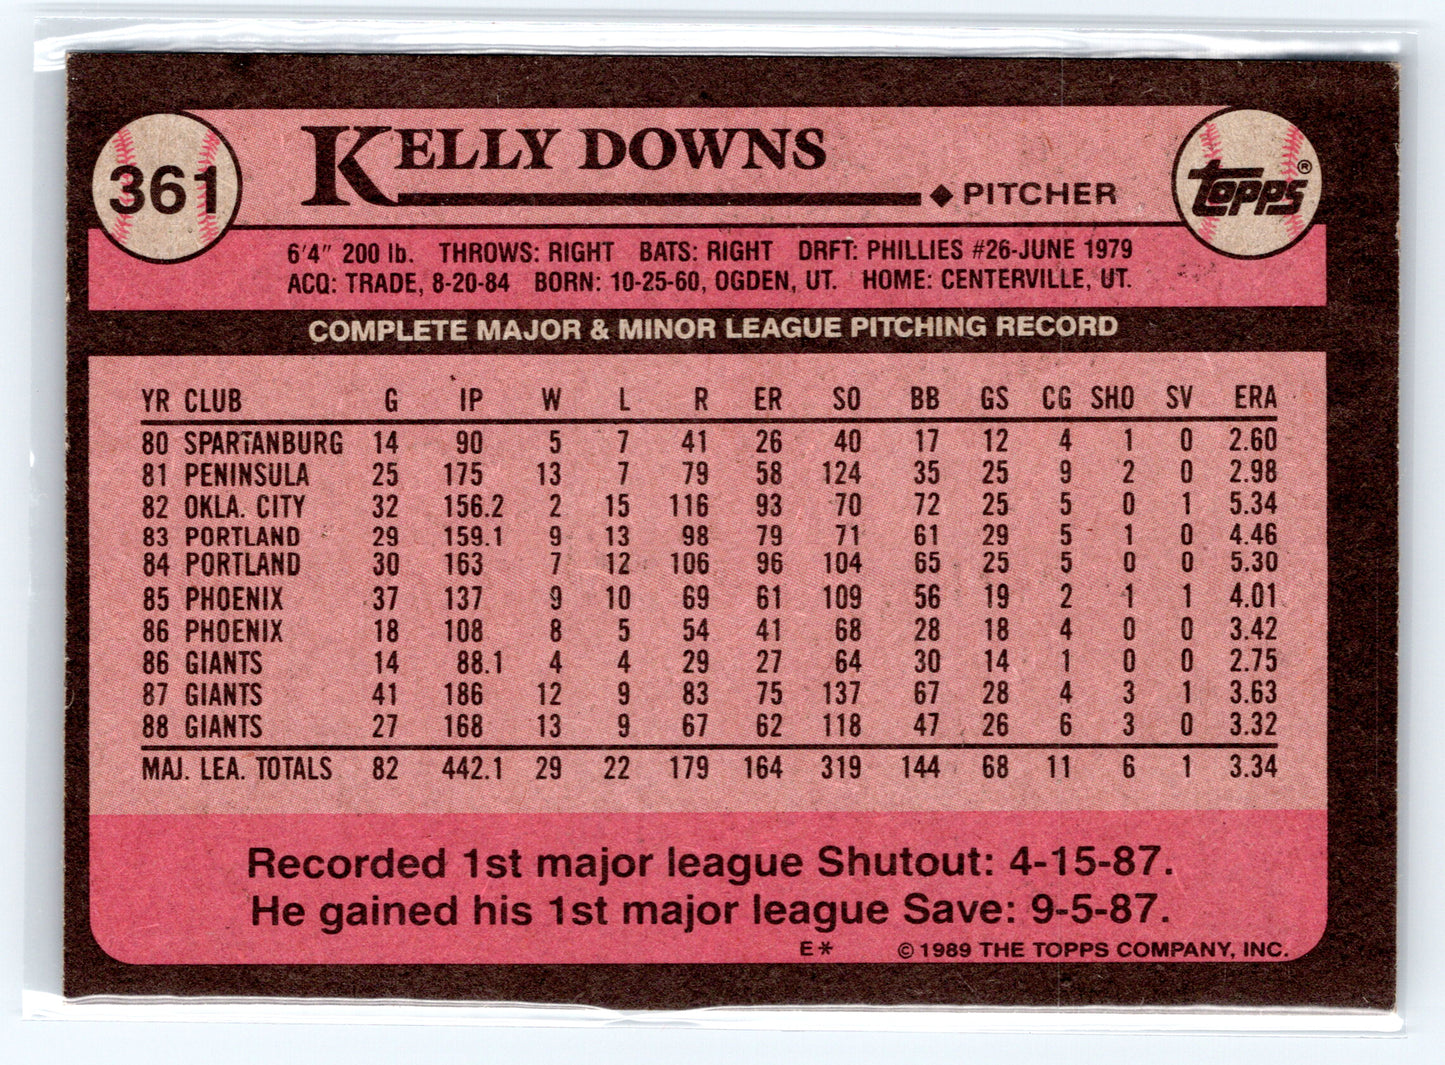 361
KELLY DOWNS
◆ PITCHER
TOPPS®
6'4" 200 lb. THROWS: RIGHT BATS: RIGHT DRFT: PHILLIES #26-JUNE 1979
ACQ: TRADE, 8-20-84 BORN: 10-25-60, OGDEN, UT. HOME: CENTERVILLE, UT.
COMPLETE MAJOR & MINOR LEAGUE PITCHING RECORD
YR CLUB G IP W L R ER SO BB GS CG SHO SV ERA
80 SPARTANBURG 14 90 5 7 41 26 40 17 12 4 1 0 2.60
81 PENINSULA 25 175 13 7 79 58 124 35 25 9 2 0 2.98
82 OKLA. CITY 32 156.2 2 15 116 93 70 72 25 5 0 1 5.34
83 PORTLAND 29 159.1 9 13 98 79 71 61 29 5 1 0 4.46
84 PORTLAND 30 163 7 12 106 96 104 65 25 5 0 0 5.30
85 PHOENIX 37 137 9 10 69 61 109 56 19 2 1 1 4.01
86 PHOENIX 18 108 8 5 54 41 68 28 18 4 0 0 3.42
86 GIANTS 14 88.1 4 4 29 27 64 30 14 1 0 0 2.75
87 GIANTS 41 186 12 9 83 75 137 67 28 4 3 1 3.63
88 GIANTS 27 168 13 9 67 62 118 47 26 6 3 0 3.32
MAJ. LEA. TOTALS 82 442.1 29 22 179 164 319 144 68 11 6 1 3.34
Recorded 1st major league Shutout: 4-15-87.
He gained his 1st major league Save: 9-5-87.
E* © 1989 THE TOPPS COMPANY, INC.